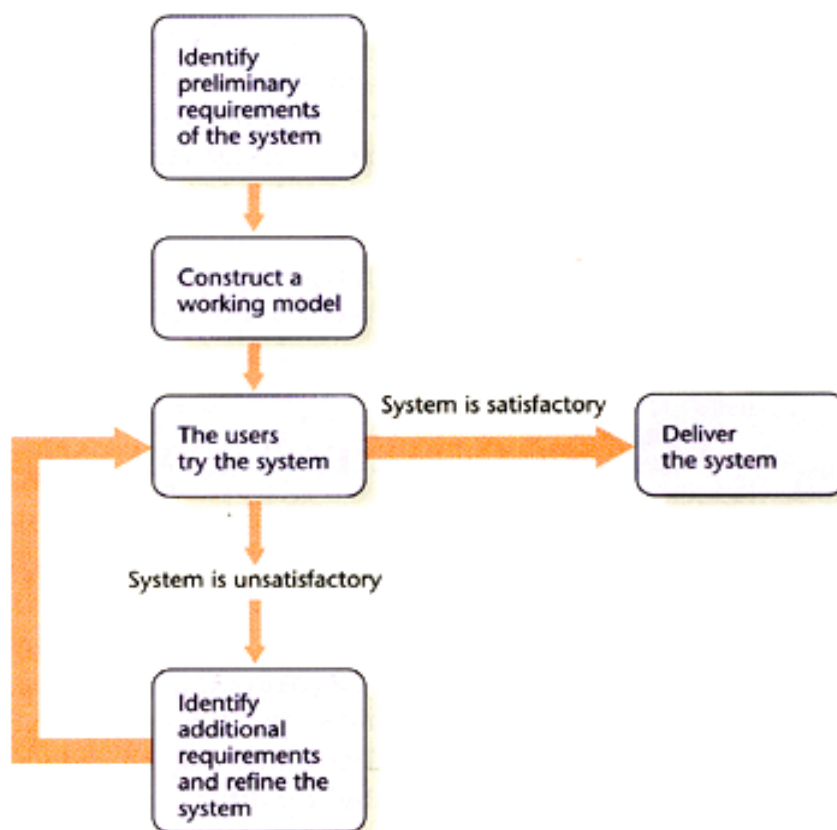 Identify
preliminary
requirements
of the system
Construct a
working model
The users
try the system
System is satisfactory
Deliver
the system
System is unsatisfactory
Identify
additional
requirements
and refine the
system